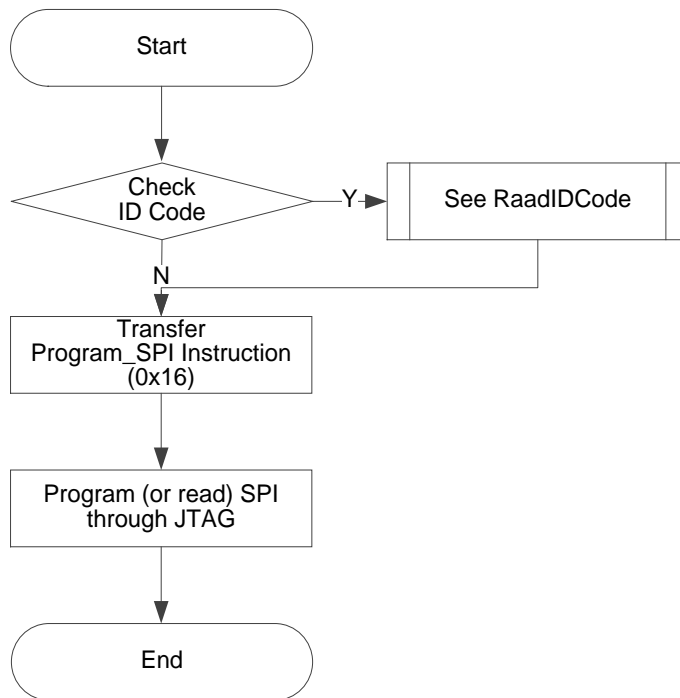 Start
Check
ID Code
Y
See RaadIDCode
N
Transfer
Program_SPI Instruction
(0x16)
Program (or read) SPI
through JTAG
End